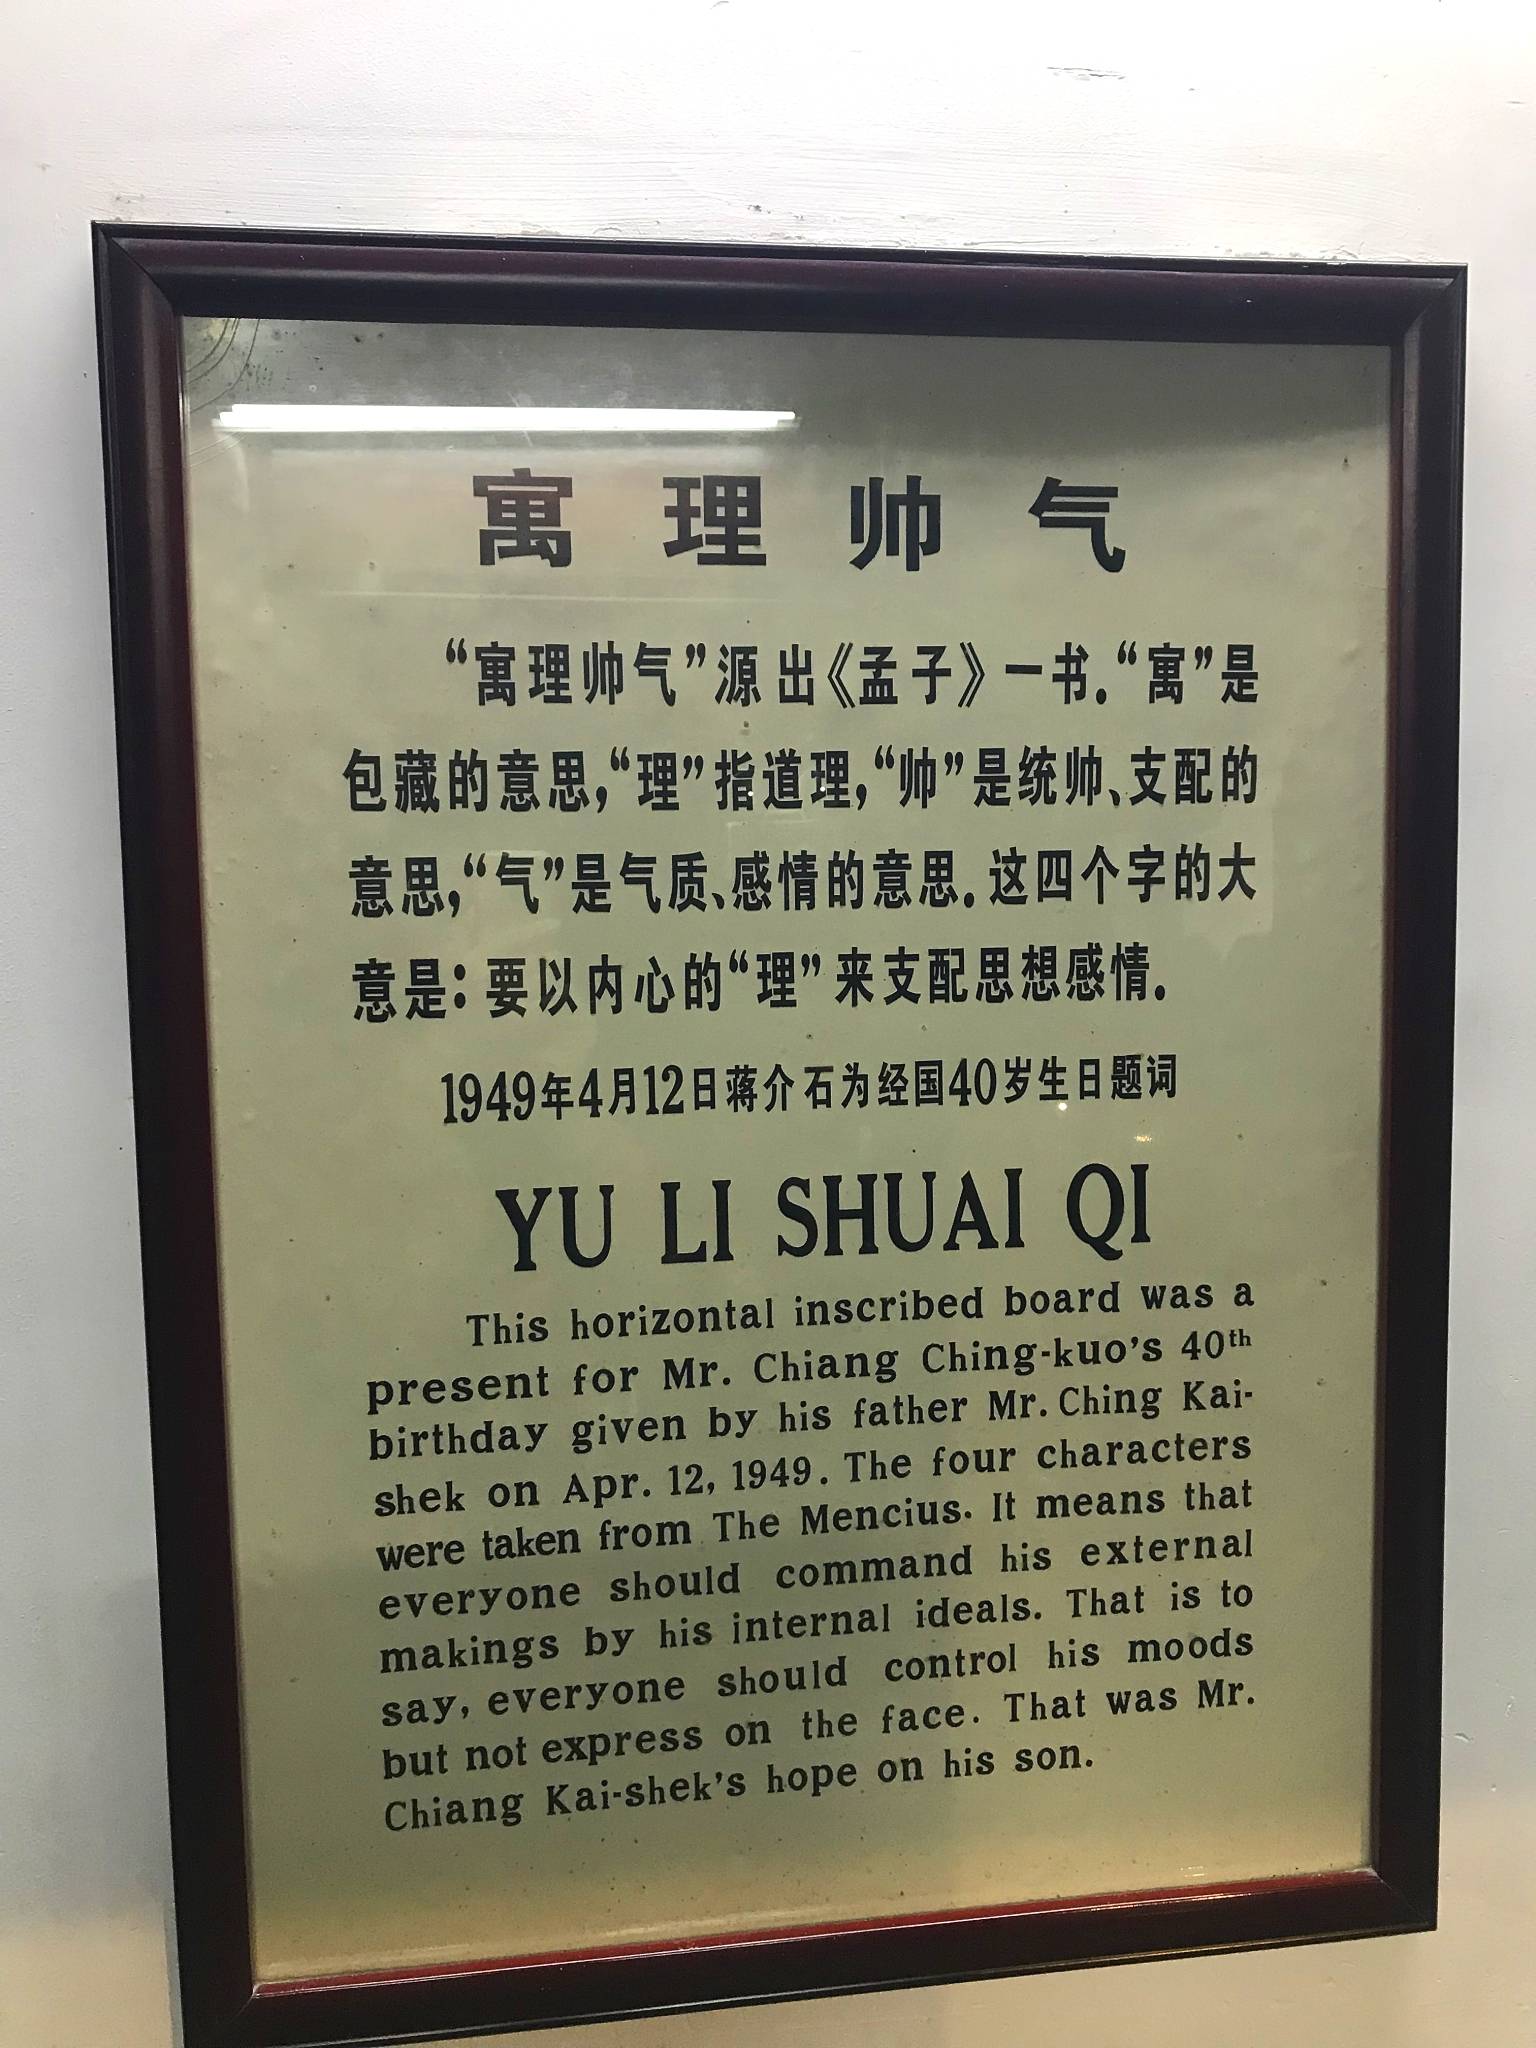 寓理帅气
“寓理帅气”源出《孟子》一书.“寓”是
包藏的意思,“理”指道理,“帅”是统帅、支配的
意思,“气”是气质、感情的意思.这四个字的大
意是:要以内心的“理”来支配思想感情.
1949年4月12日蒋介石为经国40岁生日题词
YU LI SHUAI QI
This horizontal inscribed board was a
present for Mr. Chiang Ching-kuo’s 40th
birthday given by his father Mr. Ching Kai-
shek on Apr. 12, 1949. The four characters
were taken from The Mencius. It means that
everyone should command his external
makings by his internal ideals. That is to
say, everyone should control his moods
but not express on the face. That was Mr.
Chiang Kai-shek’s hope on his son.